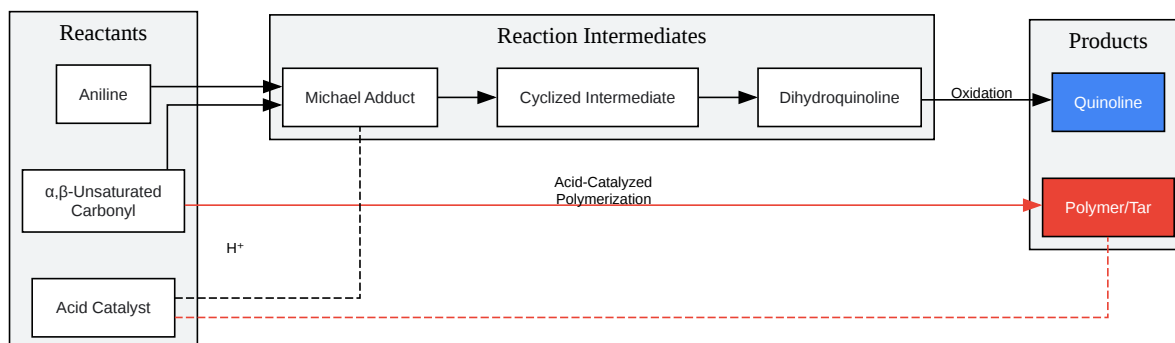 Reactants
Aniline
α,β-Unsaturated
Carbonyl
H⁺
Acid Catalyst
Reaction Intermediates
Michael Adduct
Cyclized Intermediate
Dihydroquinoline
Oxidation
Acid-Catalyzed
Polymerization
Products
Quinoline
Polymer/Tar